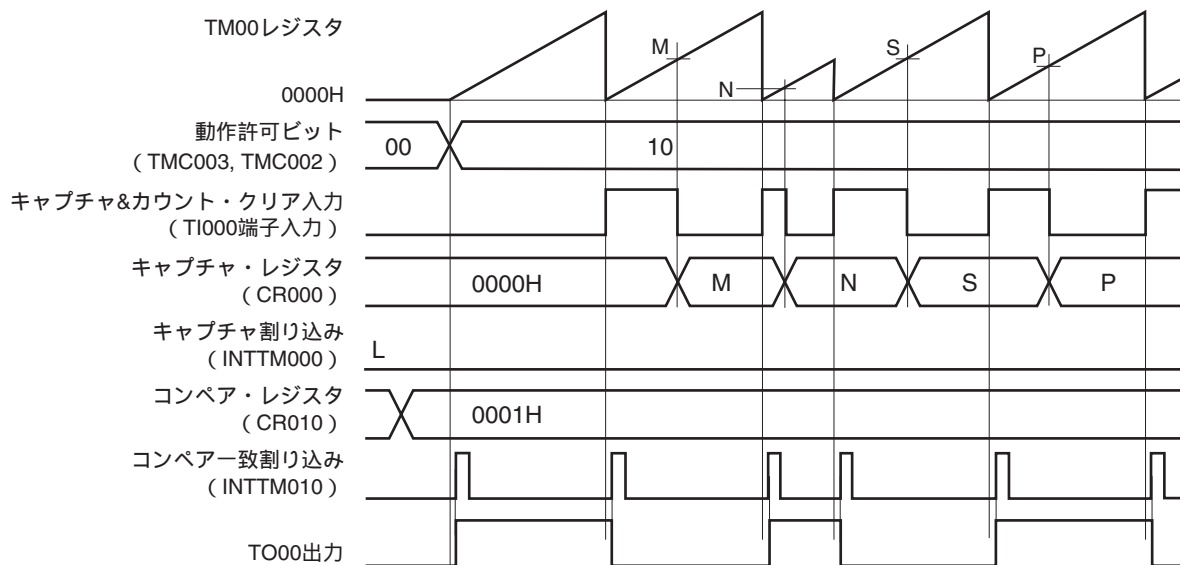 TM00レジスタ
M
S
P
N
0000H
動作許可ビット
（TMC003, TMC002）
00
10
キャプチャ&カウント・クリア入力
（TI000端子入力）
キャプチャ・レジスタ
（CR000）
0000H
M
N
S
P
キャプチャ割り込み
（INTTM000）
L
コンペア・レジスタ
（CR010）
0001H
コンペア一致割り込み
（INTTM010）
TO00出力